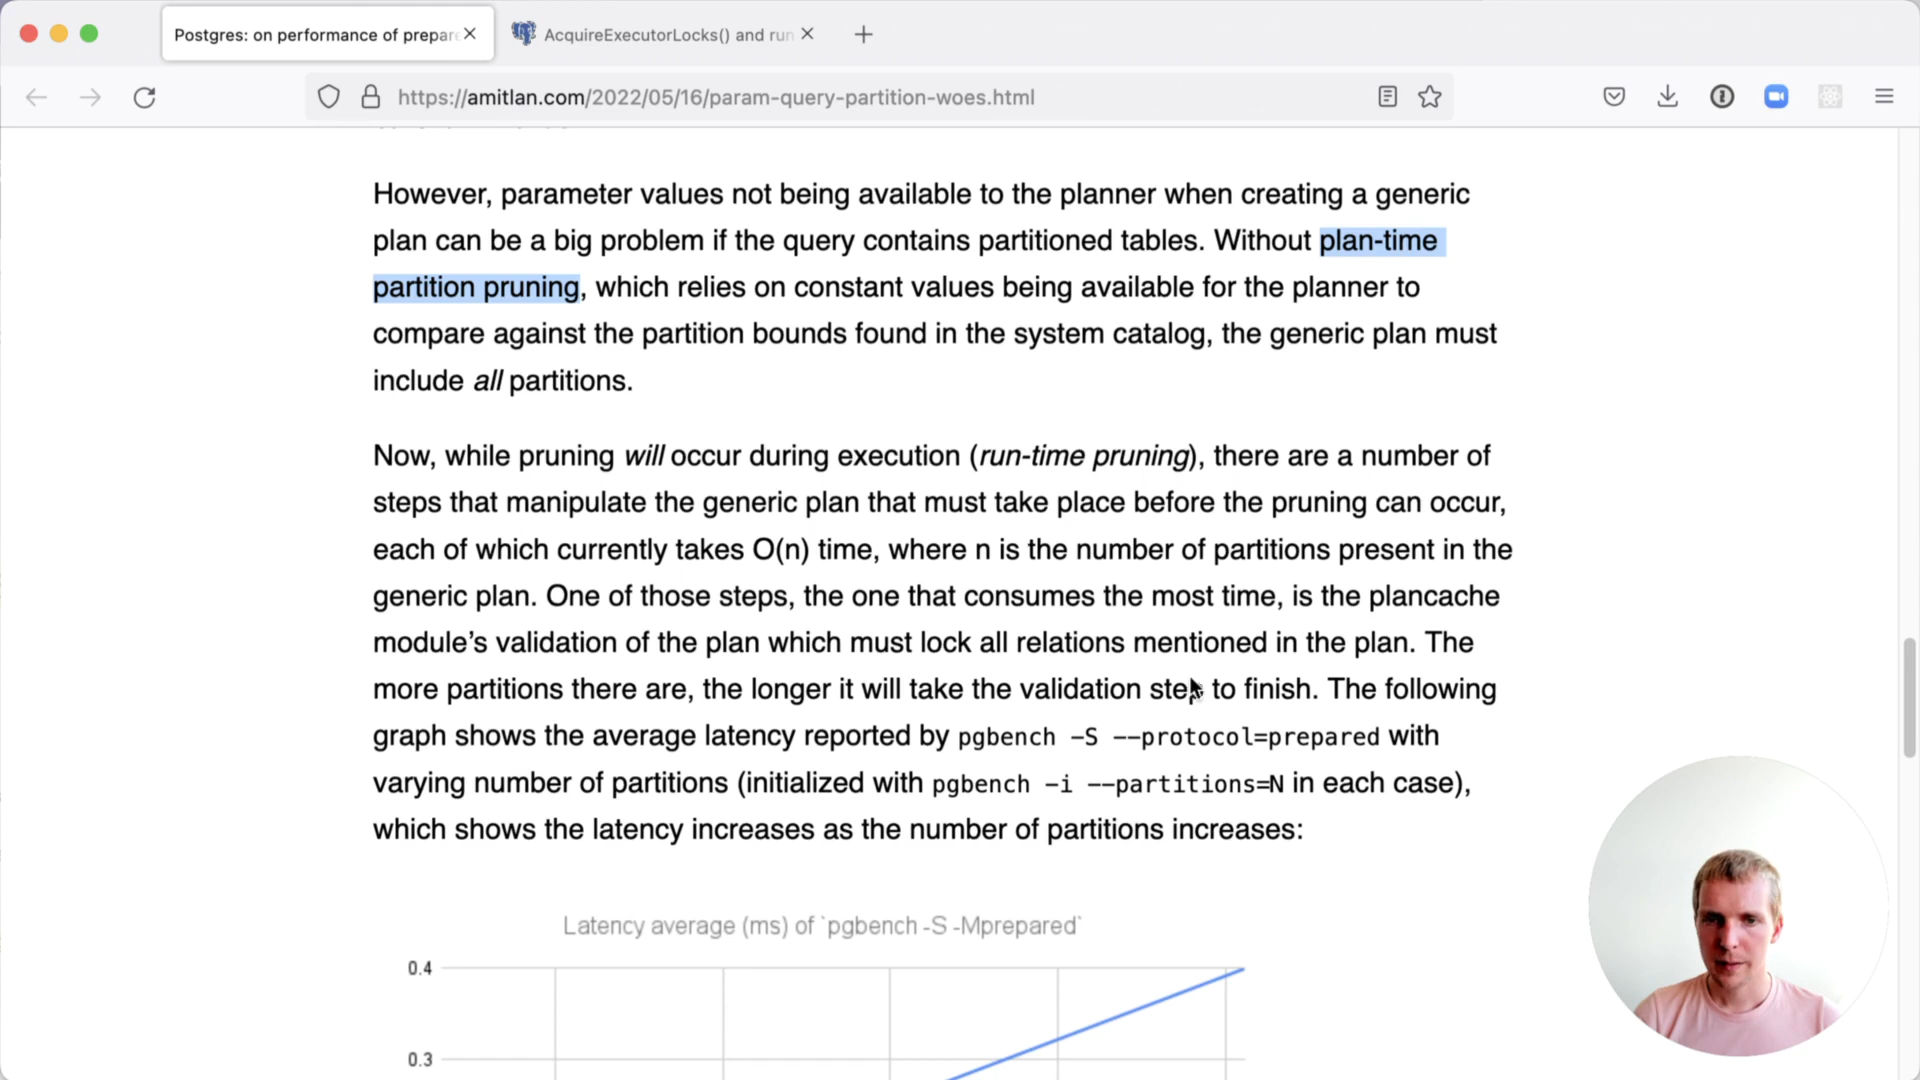 Postgres: on performance of prepar
AcquireExecutorLocks() and run
https://amitlan.com/2022/05/16/param-query-partition-woes.html
However, parameter values not being available to the planner when creating a generic
plan can be a big problem if the query contains partitioned tables. Without plan-time
partition pruning, which relies on constant values being available for the planner to
compare against the partition bounds found in the system catalog, the generic plan must
include all partitions.
Now, while pruning will occur during execution (run-time pruning), there are a number of
steps that manipulate the generic plan that must take place before the pruning can occur,
each of which currently takes O(n) time, where n is the number of partitions present in the
generic plan. One of those steps, the one that consumes the most time, is the plancache
module’s validation of the plan which must lock all relations mentioned in the plan. The
more partitions there are, the longer it will take the validation step to finish. The following
graph shows the average latency reported by pgbench -S --protocol=prepared with
varying number of partitions (initialized with pgbench -i --partitions=N in each case),
which shows the latency increases as the number of partitions increases:
Latency average (ms) of `pgbench -S -Mprepared`
0.4
0.3